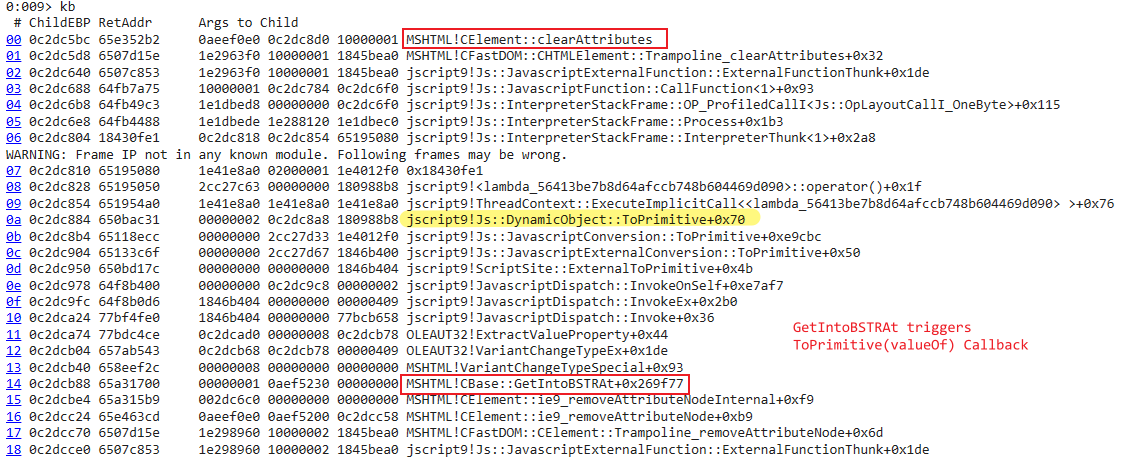 0:009> kb
# ChildEBP RetAddr Args to Child
00 0c2dc5bc 65e352b2 0aeef0e0 0c2dc8d0 10000001 MSHTML!CElement::clearAttributes
01 0c2dc5d8 6507d15e 1e2963f0 10000001 1845bea0 MSHTML!CFastDOM::CHTMLElement::Trampoline_clearAttributes+0x32
02 0c2dc640 6507c853 1e2963f0 10000001 1845bea0 jscript9!Js::JavascriptExternalFunction::ExternalFunctionThunk+0x1de
03 0c2dc688 64fb7a75 10000001 0c2dc784 0c2dc6f0 jscript9!Js::JavascriptFunction::CallFunction<1>+0x93
04 0c2dc6b8 64fb49c3 1e1dbed8 00000000 0c2dc6f0 jscript9!Js::InterpreterStackFrame::OP_ProfiledCallI<Js::OpLayoutCallI_OneByte>+0x115
05 0c2dc6e8 64fb4488 1e1dbede 1e288120 1e1dbec0 jscript9!Js::InterpreterStackFrame::Process+0x1b3
06 0c2dc804 18430fe1 0c2dc818 0c2dc854 65195080 jscript9!Js::InterpreterStackFrame::InterpreterThunk<1>+0x2a8
WARNING: Frame IP not in any known module. Following frames may be wrong.
07 0c2dc810 65195080 1e41e8a0 02000001 1e4012f0 0x18430fe1
08 0c2dc828 65195050 2cc27c63 00000000 180988b8 jscript9!<lambda_56413be7b8d64afccb748b604469d090>::operator()+0x1f
09 0c2dc854 651954a0 1e41e8a0 1e41e8a0 1e4012f0 jscript9!ThreadContext::ExecuteImplicitCall<<lambda_56413be7b8d64afccb748b604469d090> >+0x76
0a 0c2dc884 650bac31 00000002 0c2dc8a8 180988b8 jscript9!Js::DynamicObject::ToPrimitive+0x70
0b 0c2dc8b4 65118ecc 00000000 2cc27d33 1e4012f0 jscript9!Js::JavascriptConversion::ToPrimitive+0xe9cbc
0c 0c2dc904 65133c6f 00000000 2cc27d67 1846b400 jscript9!Js::JavascriptExternalConversion::ToPrimitive+0x50
0d 0c2dc950 650bd17c 00000000 00000000 1846b404 jscript9!ScriptSite::ExternalToPrimitive+0x4b
0e 0c2dc978 64f8b400 00000000 0c2dc9c8 00000002 jscript9!JavascriptDispatch::InvokeOnSelf+0xe7af7
0f 0c2dc9fc 64f8b0d6 1846b404 00000000 00000409 jscript9!JavascriptDispatch::InvokeEx+0x2b0
10 0c2dca24 77bf4fe0 1846b404 00000000 77bcb658 jscript9!JavascriptDispatch::Invoke+0x36
11 0c2dca74 77bdc4ce 0c2dcad0 00000008 0c2dcb78 OLEAUT32!ExtractValueProperty+0x44
12 0c2dcb04 657ab543 0c2dcb68 0c2dcb78 00000409 OLEAUT32!VariantChangeTypeEx+0x1de
13 0c2dcb40 658eef2c 00000008 00000000 00000000 MSHTML!VariantChangeTypeSpecial+0x93
14 0c2dcb88 65a31700 00000001 0aef5230 00000000 MSHTML!CBase::GetIntoBSTRAt+0x269f77
15 0c2dcbe4 65a315b9 002dc6c0 00000000 00000000 MSHTML!CElement::ie9_removeAttributeNodeInternal+0xf9
16 0c2dcc24 65e463cd 0aeef0e0 0aef5200 0c2dcc58 MSHTML!CElement::ie9_removeAttributeNode+0xb9
17 0c2dcc70 6507d15e 1e298960 10000002 1845bea0 MSHTML!CFastDOM::CElement::Trampoline_removeAttributeNode+0x6d
18 0c2dcce0 6507c853 1e298960 10000002 1845bea0 jscript9!Js::JavascriptExternalFunction::ExternalFunctionThunk+0x1de
GetIntoBSTRAt triggers
ToPrimitive(valueOf) Callback